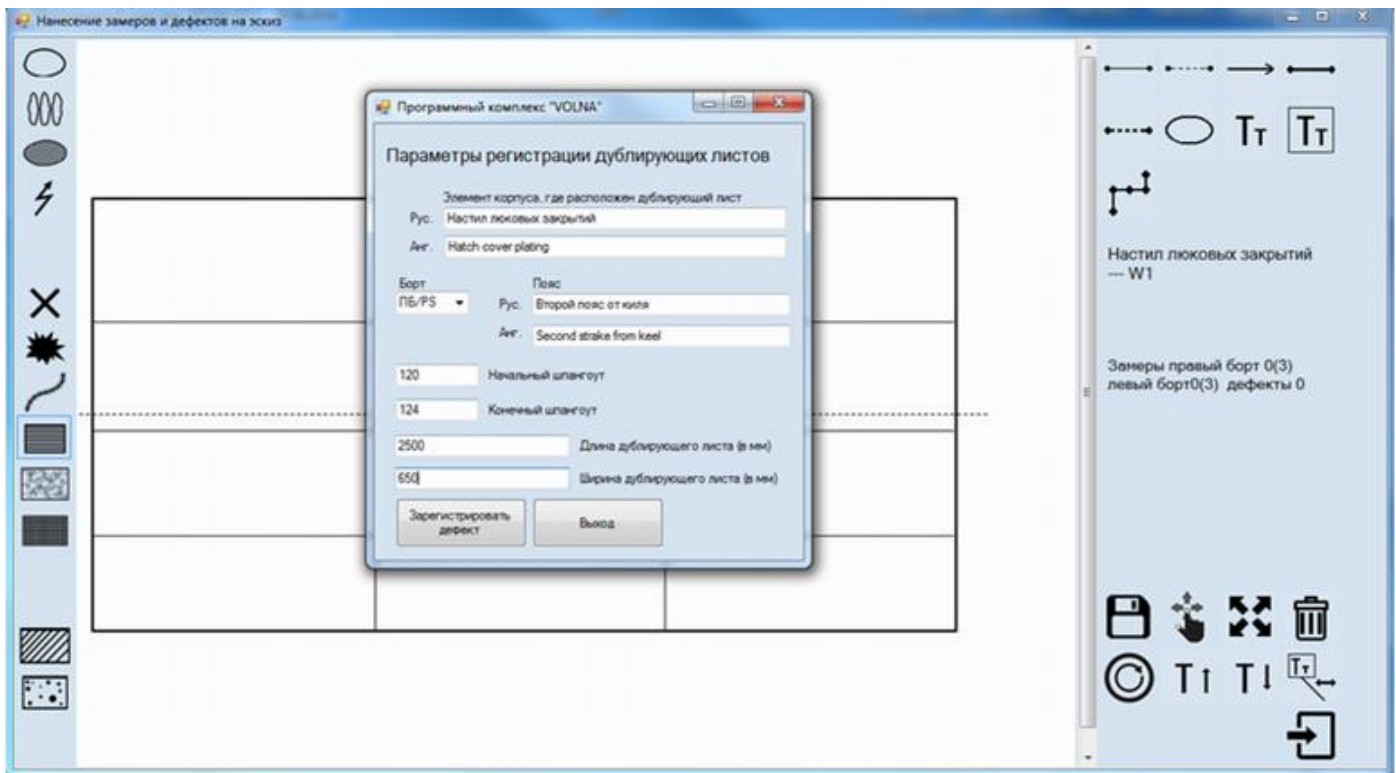 Нанесение замеров и дефектов на эскиз
Программный комплекс "VOLNA"
Параметры регистрации дублирующих листов
Элемент корпуса, где расположен дублирующий лист
Рус. Настил люковых закрытий
Анг. Hatch cover plating
Борт Пояс
ПБ/PS Рус. Второй пояс от киля
Анг. Second strake from keel
120 Начальный шпангоут
124 Конечный шпангоут
2500 Длина дублирующего листа (в мм)
650 Ширина дублирующего листа (в мм)
Зарегистрировать
дефект
Выход
Tт Tт
Настил люковых закрытий
--- W1
Замеры правый борт 0(3)
левый борт0(3) дефекты 0
T T Tт